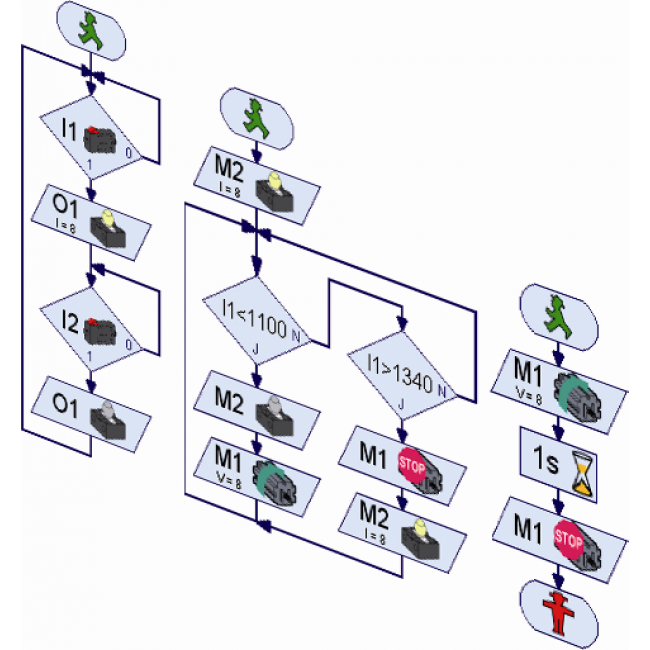 I1
1
0
O1
I = 8
I2
1
0
O1
M2
I = 8
I1<1100
N
J
M2
M1
V = 8
I1>1340
N
J
M1
STOP
M2
I = 8
M1
V = 8
1s
M1
STOP